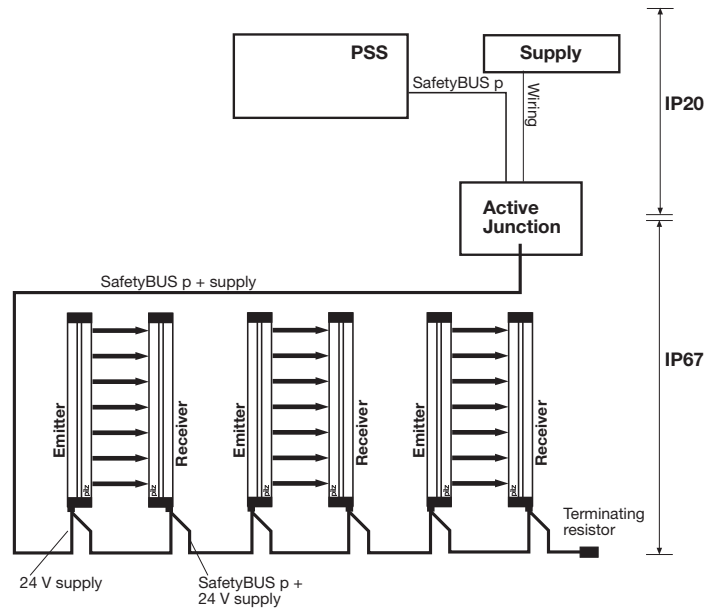 PSS
Supply
SafetyBUS p
Wiring
IP20
Active
Junction
SafetyBUS p + supply
IP67
Emitter
Receiver
Emitter
Receiver
Emitter
Receiver
pilz
pilz
pilz
pilz
pilz
pilz
Terminating
resistor
24 V supply
SafetyBUS p +
24 V supply